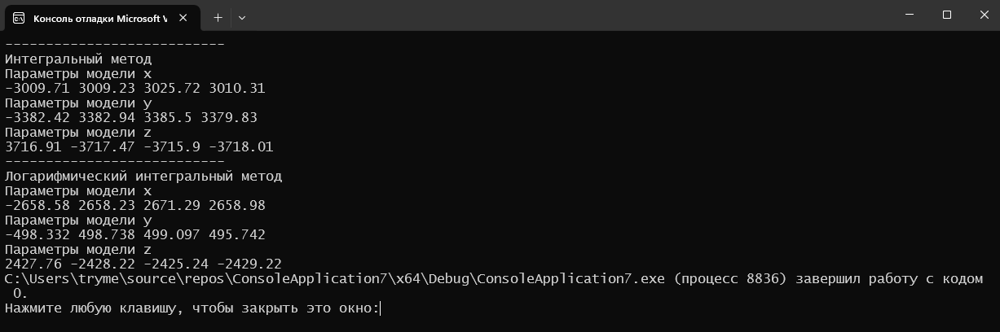 Консоль отладки Microsoft V
---------------------------
Интегральный метод
Параметры модели x
-3009.71 3009.23 3025.72 3010.31
Параметры модели y
-3382.42 3382.94 3385.5 3379.83
Параметры модели z
3716.91 -3717.47 -3715.9 -3718.01
---------------------------
Логарифмический интегральный метод
Параметры модели x
-2658.58 2658.23 2671.29 2658.98
Параметры модели y
-498.332 498.738 499.097 495.742
Параметры модели z
2427.76 -2428.22 -2425.24 -2429.22
C:\Users\tryme\source\repos\ConsoleApplication7\x64\Debug\ConsoleApplication7.exe (процесс 8836) завершил работу с кодом
0.
Нажмите любую клавишу, чтобы закрыть это окно: